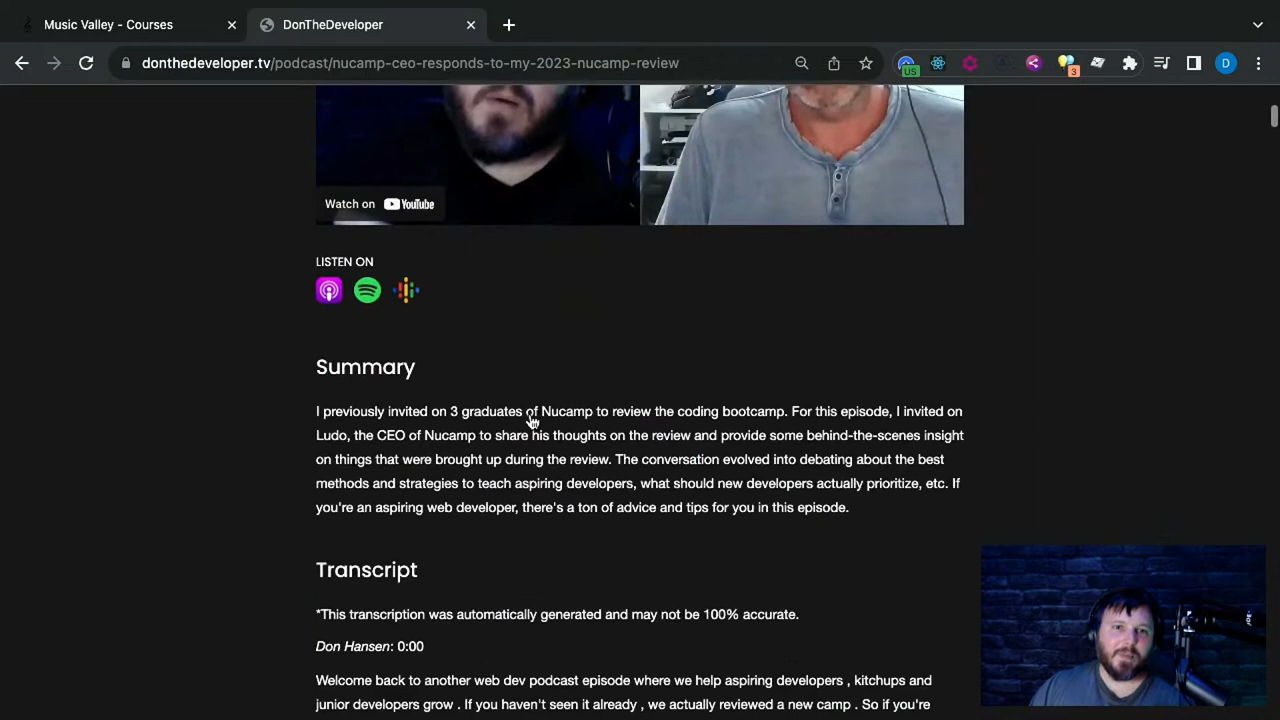 Music Valley - Courses
DonTheDeveloper
donthedeveloper.tv/podcast/nucamp-ceo-responds-to-my-2023-nucamp-review
US
3
D
Watch on YouTube
LISTEN ON
Summary
I previously invited on 3 graduates of Nucamp to review the coding bootcamp. For this episode, I invited on
Ludo, the CEO of Nucamp to share his thoughts on the review and provide some behind-the-scenes insight
on things that were brought up during the review. The conversation evolved into debating about the best
methods and strategies to teach aspiring developers, what should new developers actually prioritize, etc. If
you're an aspiring web developer, there's a ton of advice and tips for you in this episode.
Transcript
*This transcription was automatically generated and may not be 100% accurate.
Don Hansen: 0:00
Welcome back to another web dev podcast episode where we help aspiring developers , kitchups and
junior developers grow . If you haven't seen it already , we actually reviewed a new camp . So if you're